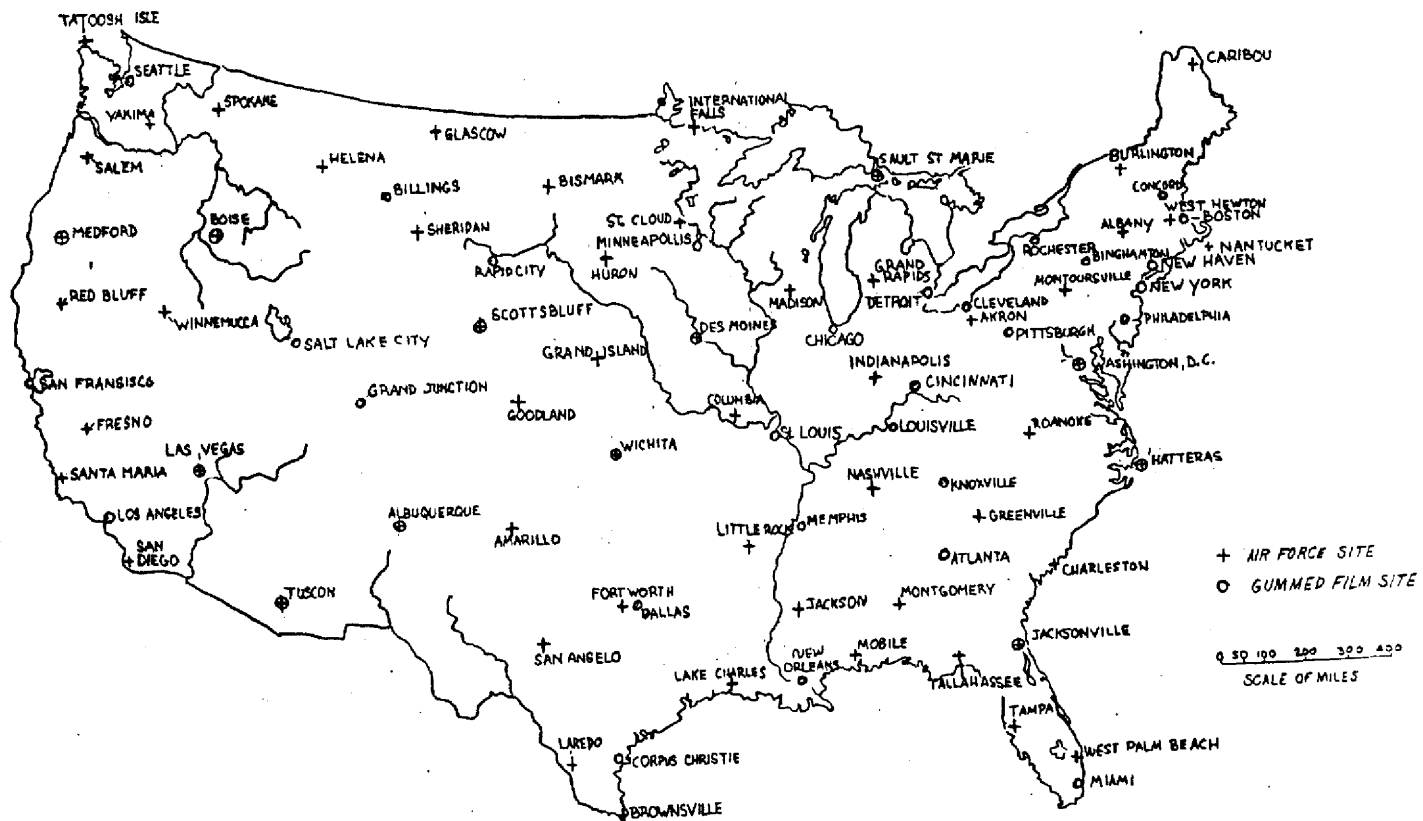 TATOOSH ISLE
SEATTLE
YAKIMA
SPOKANE
SALEM
MEDFORD
BOISE
RED BLUFF
WINNEMUCCA
SALT LAKE CITY
SAN FRANSISCO
FRESNO
LAS VEGAS
SANTA MARIA
LOS ANGELES
SAN
DIEGO
TUSCON
HELENA
GLASCOW
BILLINGS
BISMARK
SHERIDAN
RAPID CITY
SCOTTSBLUFF
GRAND ISLAND
GRAND JUNCTION
GOODLAND
WICHITA
ALBUQUERQUE
AMARILLO
FORT WORTH
DALLAS
SAN ANGELO
LAREDO
CORPUS CHRISTIE
BROWNSVILLE
INTERNATIONAL
FALLS
ST. CLOUD
MINNEAPOLIS
HURON
DES MOINES
COLUMBIA
ST. LOUIS
LITTLE ROCK
MEMPHIS
JACKSON
LAKE CHARLES
NEW
ORLEANS
SAULT ST MARIE
MADISON
CHICAGO
GRAND
RAPIDS
DETROIT
INDIANAPOLIS
CINCINNATI
LOUISVILLE
NASHVILLE
KNOXVILLE
GREENVILLE
ATLANTA
MONTGOMERY
MOBILE
TALLAHASSEE
CARIBOU
BURLINGTON
CONCORD
WEST NEWTON
BOSTON
ALBANY
NANTUCKET
ROCHESTER
BINGHAMTON
NEW HAVEN
MONTOURSVILLE
NEW YORK
CLEVELAND
AKRON
PITTSBURGH
PHILADELPHIA
WASHINGTON, D.C.
ROANOKE
HATTERAS
CHARLESTON
JACKSONVILLE
TAMPA
WEST PALM BEACH
MIAMI
+ AIR FORCE SITE
O GUMMED FILM SITE
0 50 100 200 300 400
SCALE OF MILES